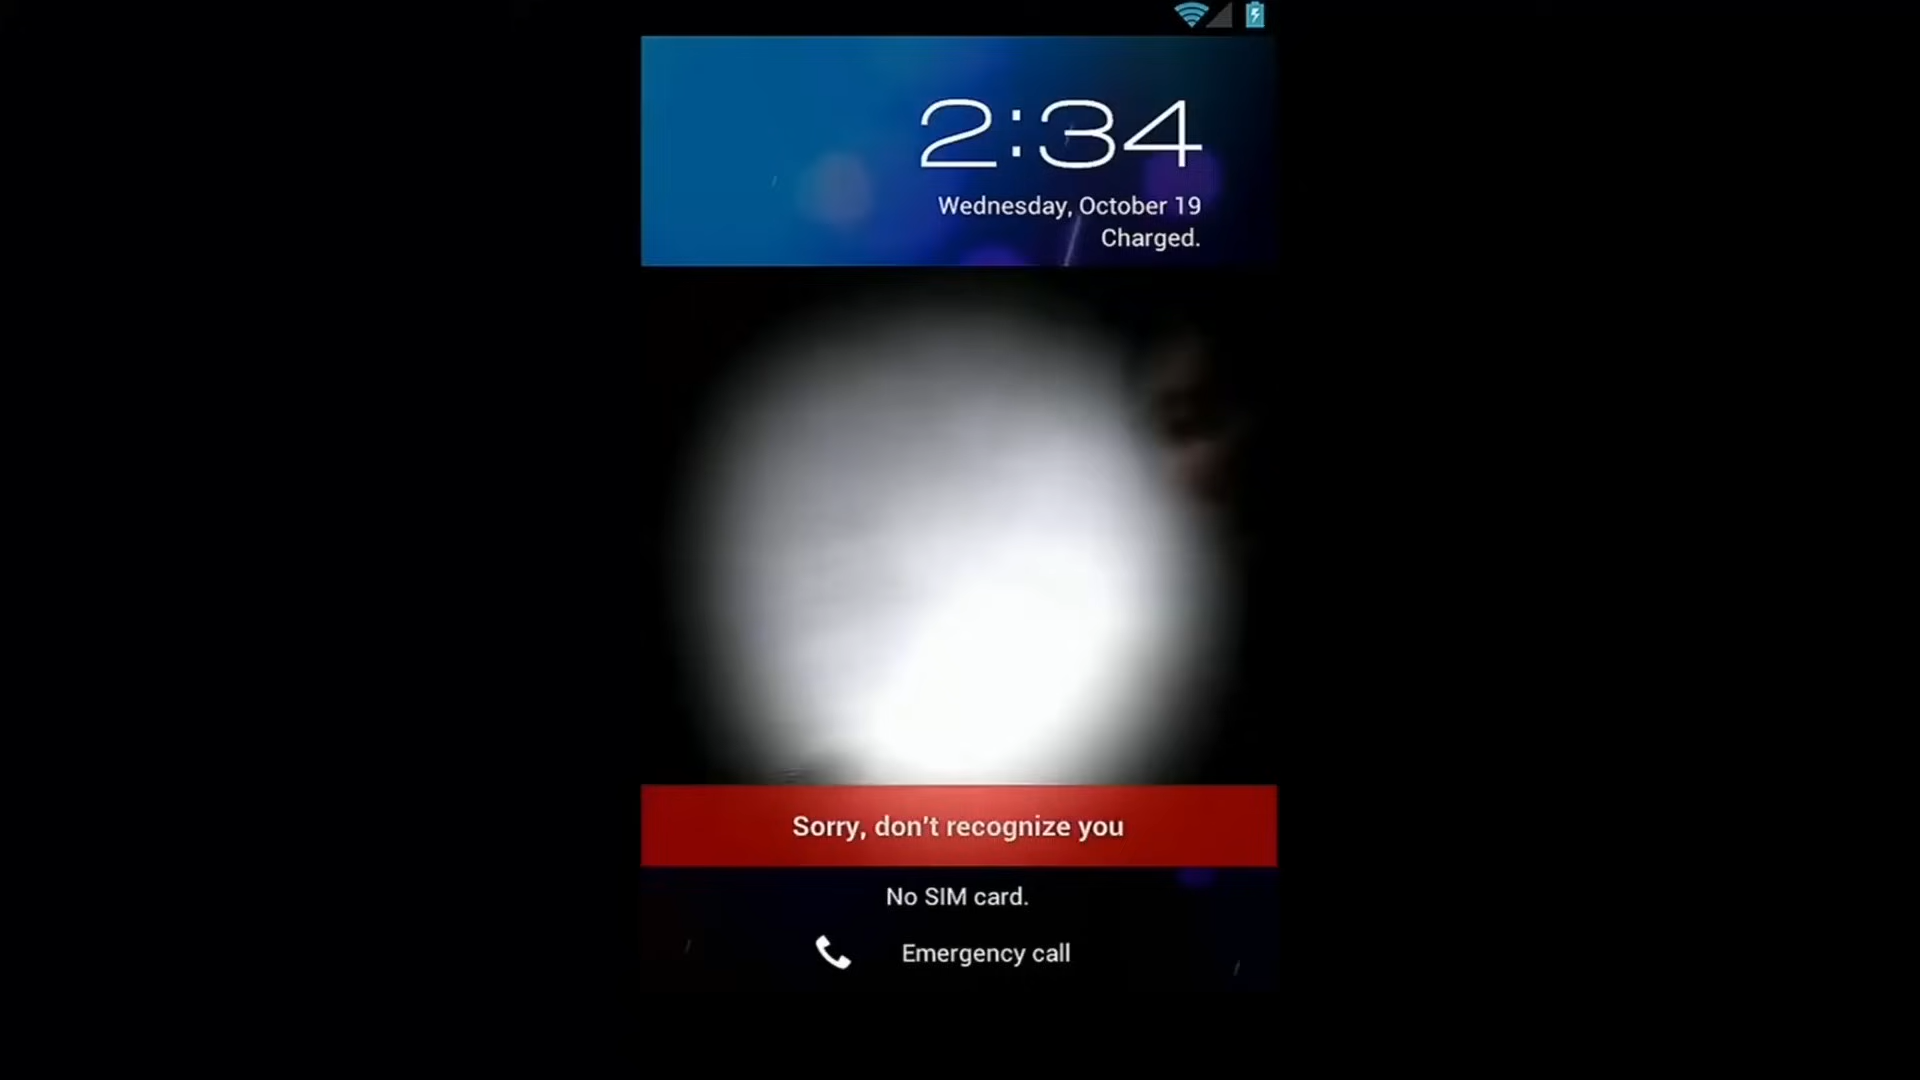 2:34
Wednesday, October 19
Charged.
Sorry, don't recognize you
No SIM card.
Emergency call